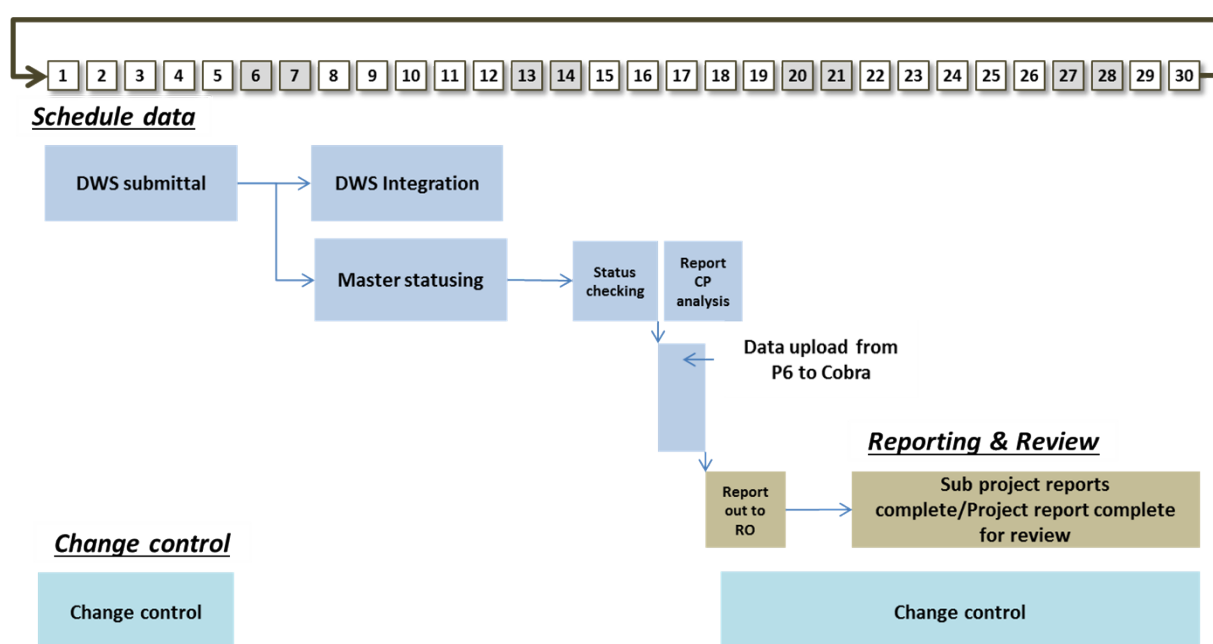 1 2 3 4 5 6 7 8 9 10 11 12 13 14 15 16 17 18 19 20 21 22 23 24 25 26 27 28 29 30
Schedule data
DWS submittal
DWS Integration
Master statusing
Status
checking
Report
CP
analysis
Data upload from
P6 to Cobra
Reporting & Review
Report
out to
RO
Sub project reports
complete/Project report complete
for review
Change control
Change control
Change control